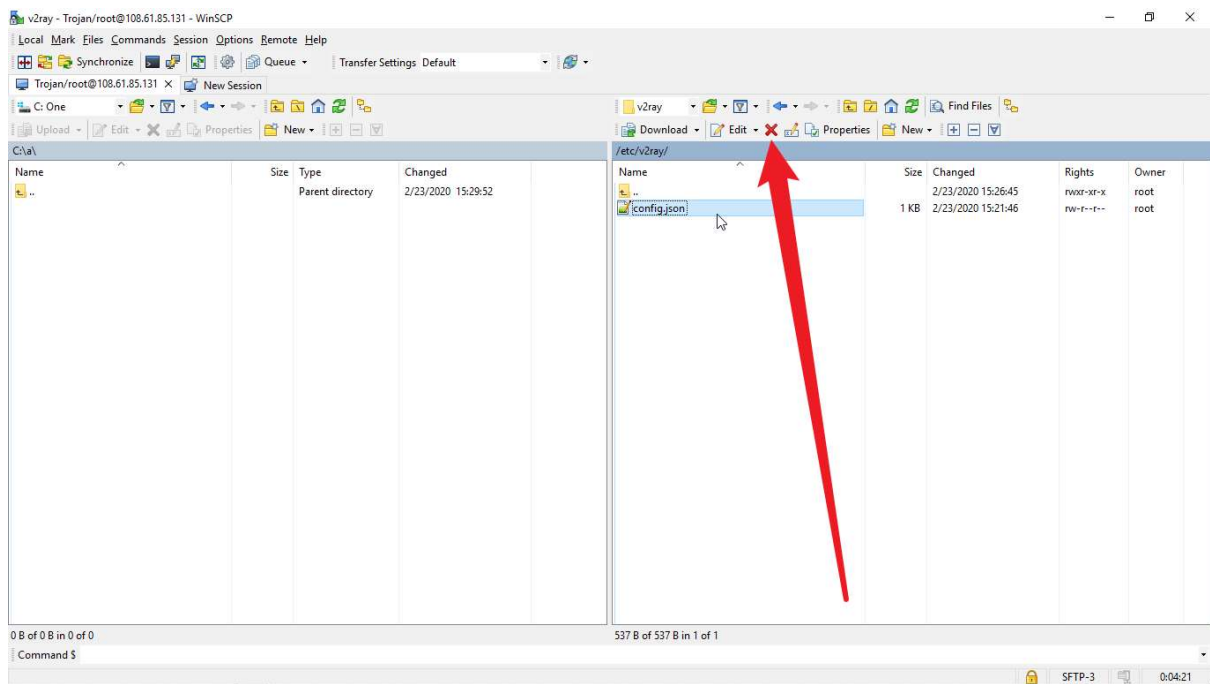 v2ray - Trojan/root@108.61.85.131 - WinSCP
Local Mark Files Commands Session Options Remote Help
Synchronize Queue Transfer Settings Default
Trojan/root@108.61.85.131 New Session
C: One
v2ray Find Files
Upload Edit Properties New
Download Edit Properties New
C:\a\
/etc/v2ray/
Name Size Type Changed
.. Parent directory 2/23/2020 15:29:52
Name Size Changed Rights Owner
.. 2/23/2020 15:26:45 rwxr-xr-x root
config.json 1 KB 2/23/2020 15:21:46 rw-r--r-- root
0 B of 0 B in 0 of 0
537 B of 537 B in 1 of 1
Command $
SFTP-3 0:04:21